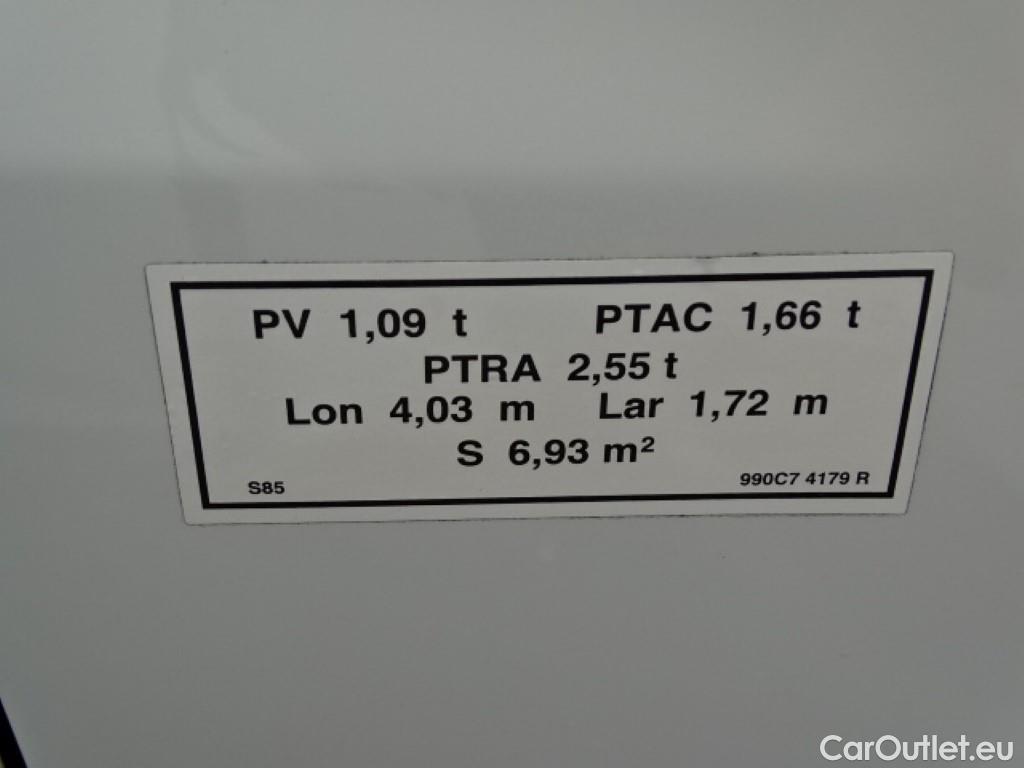 PV 1,09 t PTAC 1,66 t
PTRA 2,55 t
Lon 4,03 m Lar 1,72 m
S 6,93 m²
S85 990C7 4179 R
CarOutlet.eu